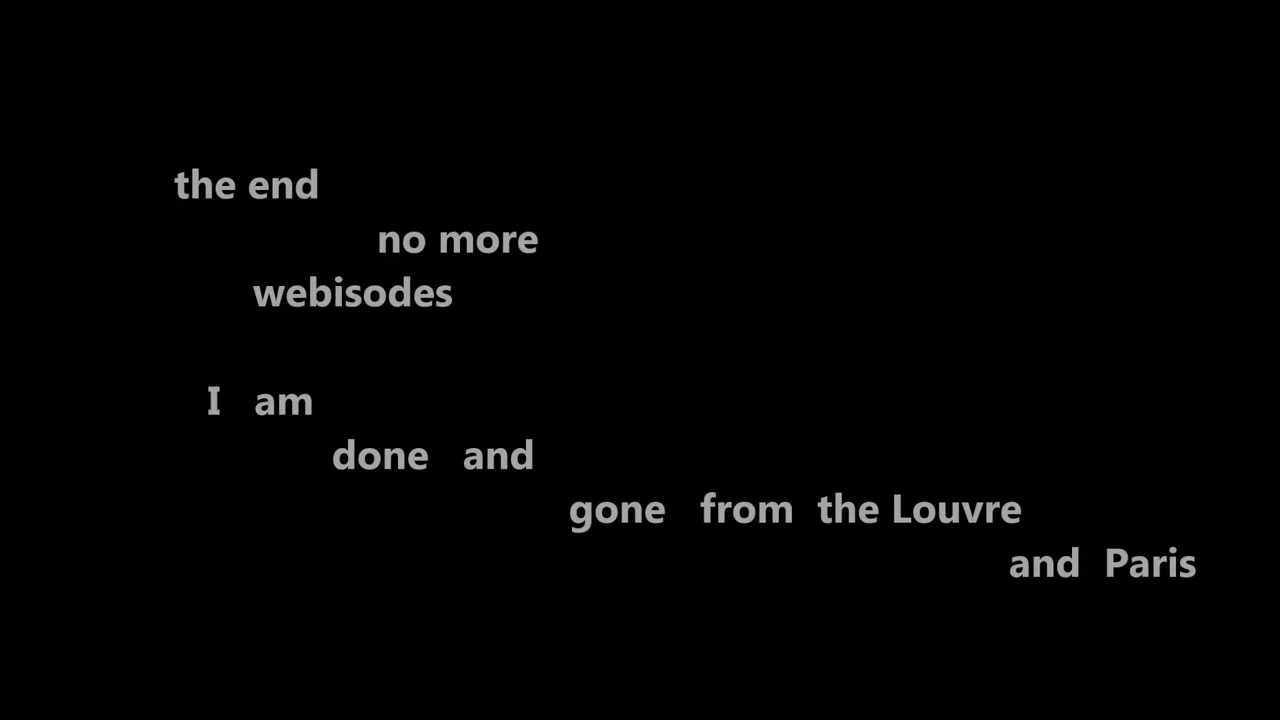 the end
no more
webisodes
I am
done and
gone from the Louvre
and Paris